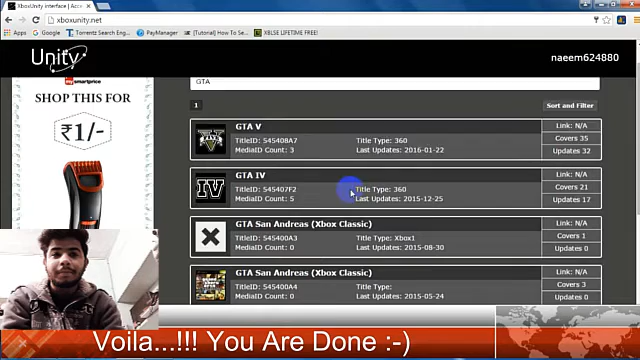 XboxUnity interface | Acc
xboxunity.net
Apps
Google
Torrentz Search Eng...
PayManager
[Tutorial] How To Se...
XBLSE LIFETIME FREE!
Unity
naeem624880
smartprice
SHOP THIS FOR
₹1/-
GTA
1
Sort and Filter
GTA V
TitleID: 545408A7
Title Type: 360
MediaID Count: 3
Last Updates: 2016-01-22
Link: N/A
Covers 35
Updates 32
GTA IV
TitleID: 545407F2
Title Type: 360
MediaID Count: 5
Last Updates: 2015-12-25
Link: N/A
Covers 21
Updates 17
GTA San Andreas (Xbox Classic)
TitleID: 545400A3
Title Type: Xbox1
MediaID Count: 0
Last Updates: 2015-08-30
Link: N/A
Covers 1
Updates 0
GTA San Andreas (Xbox Classic)
TitleID: 545400A4
Title Type: 360
MediaID Count: 0
Last Updates: 2015-05-24
Link: N/A
Covers 3
Updates 0
Voila...!!! You Are Done :-)